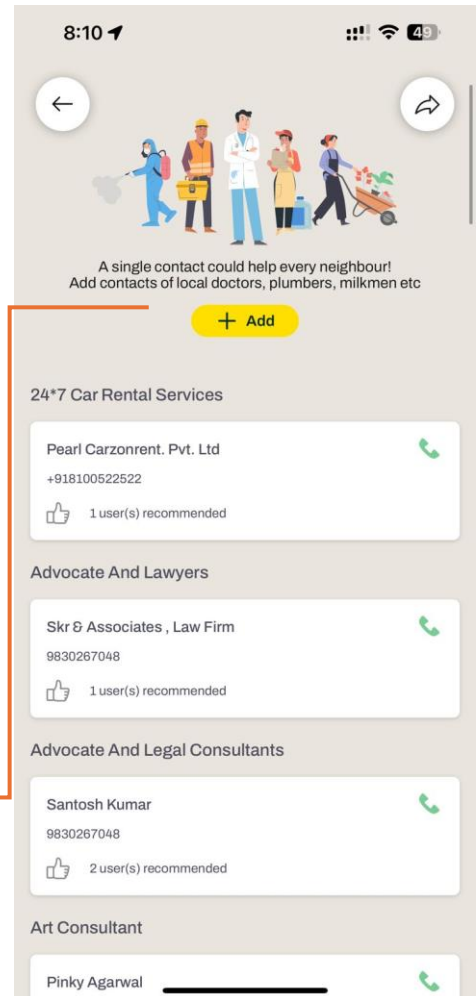 8:10
49
A single contact could help every neighbour!
Add contacts of local doctors, plumbers, milkmen etc
+ Add
24*7 Car Rental Services
Pearl Carzonrent. Pvt. Ltd
+918100522522
1 user(s) recommended
Advocate And Lawyers
Skr & Associates , Law Firm
9830267048
1 user(s) recommended
Advocate And Legal Consultants
Santosh Kumar
9830267048
2 user(s) recommended
Art Consultant
Pinky Agarwal